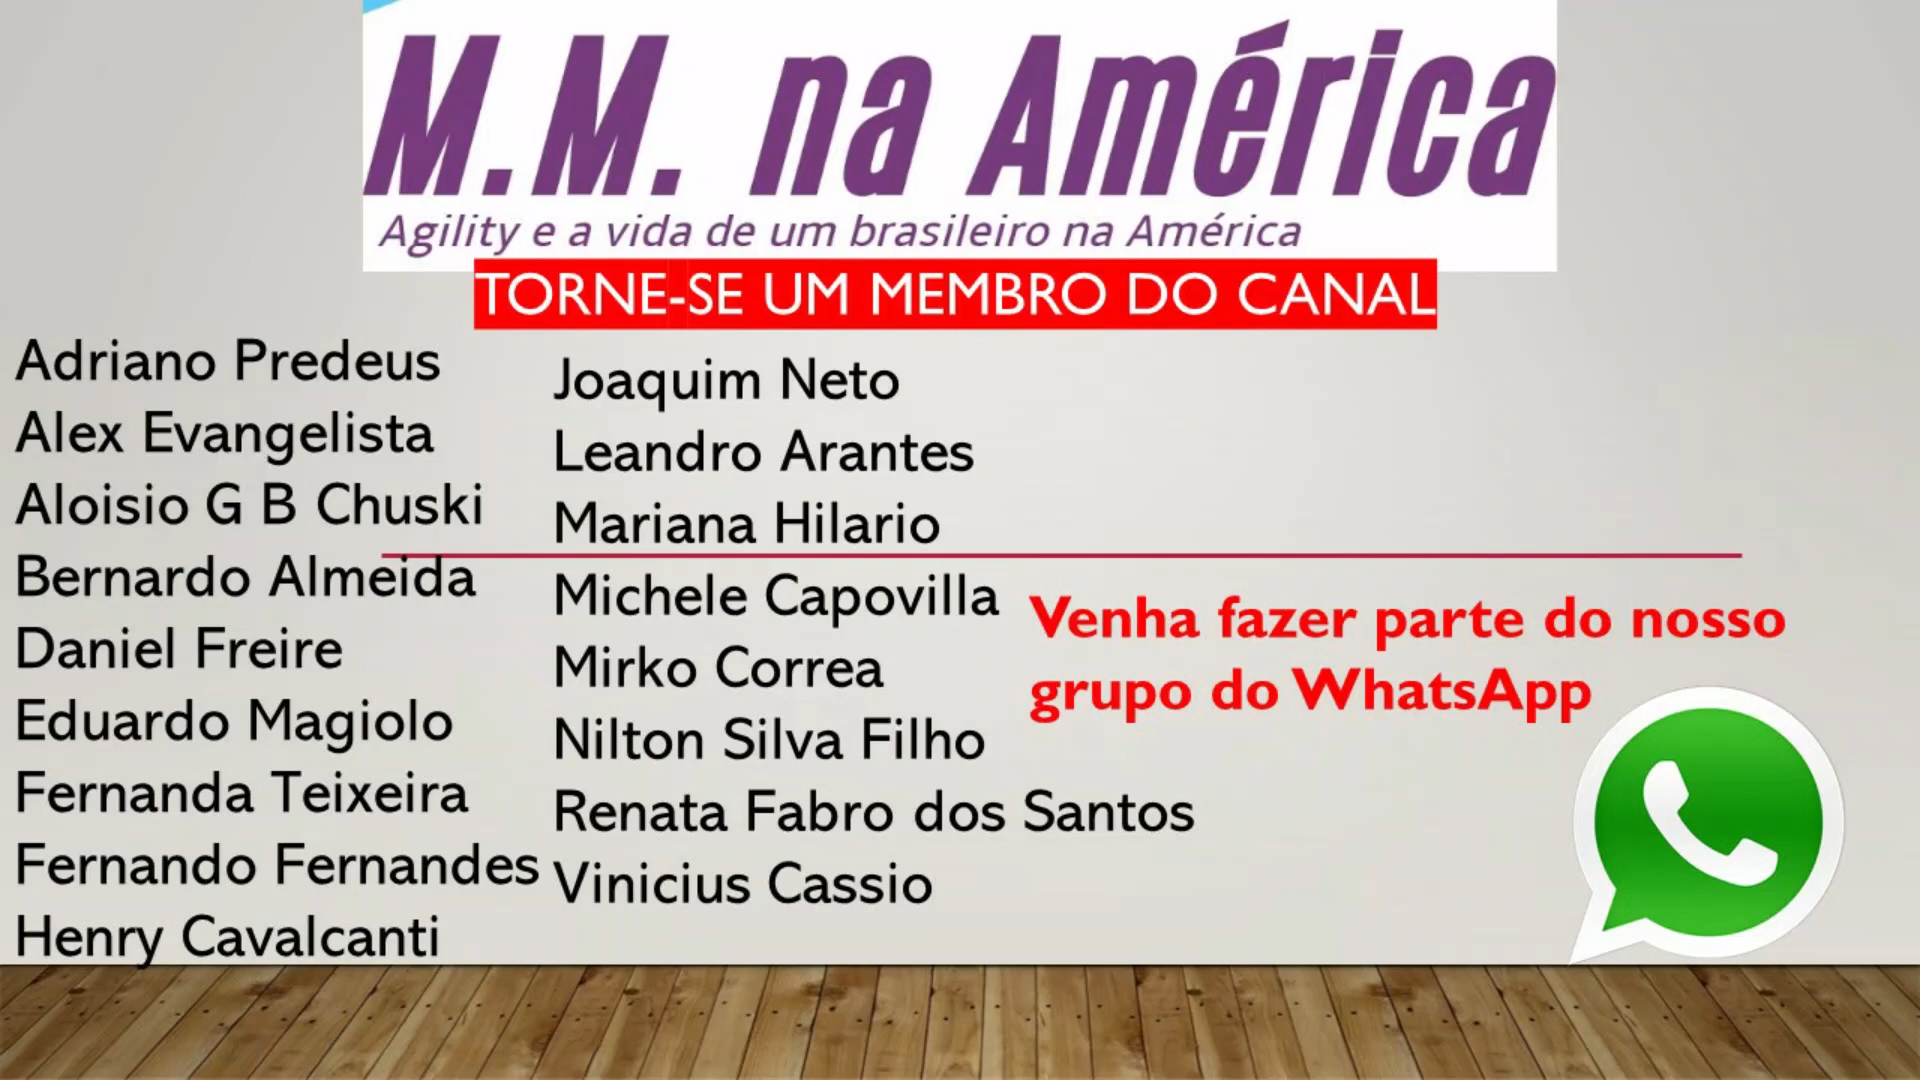 M.M. na América
Agility e a vida de um brasileiro na América
TORNE-SE UM MEMBRO DO CANAL
Adriano Predeus
Alex Evangelista
Aloisio G B Chuski
Bernardo Almeida
Daniel Freire
Eduardo Magiolo
Fernanda Teixeira
Fernando Fernandes
Henry Cavalcanti
Joaquim Neto
Leandro Arantes
Mariana Hilario
Michele Capovilla
Mirko Correa
Nilton Silva Filho
Renata Fabro dos Santos
Vinicius Cassio
Venha fazer parte do nosso
grupo do WhatsApp